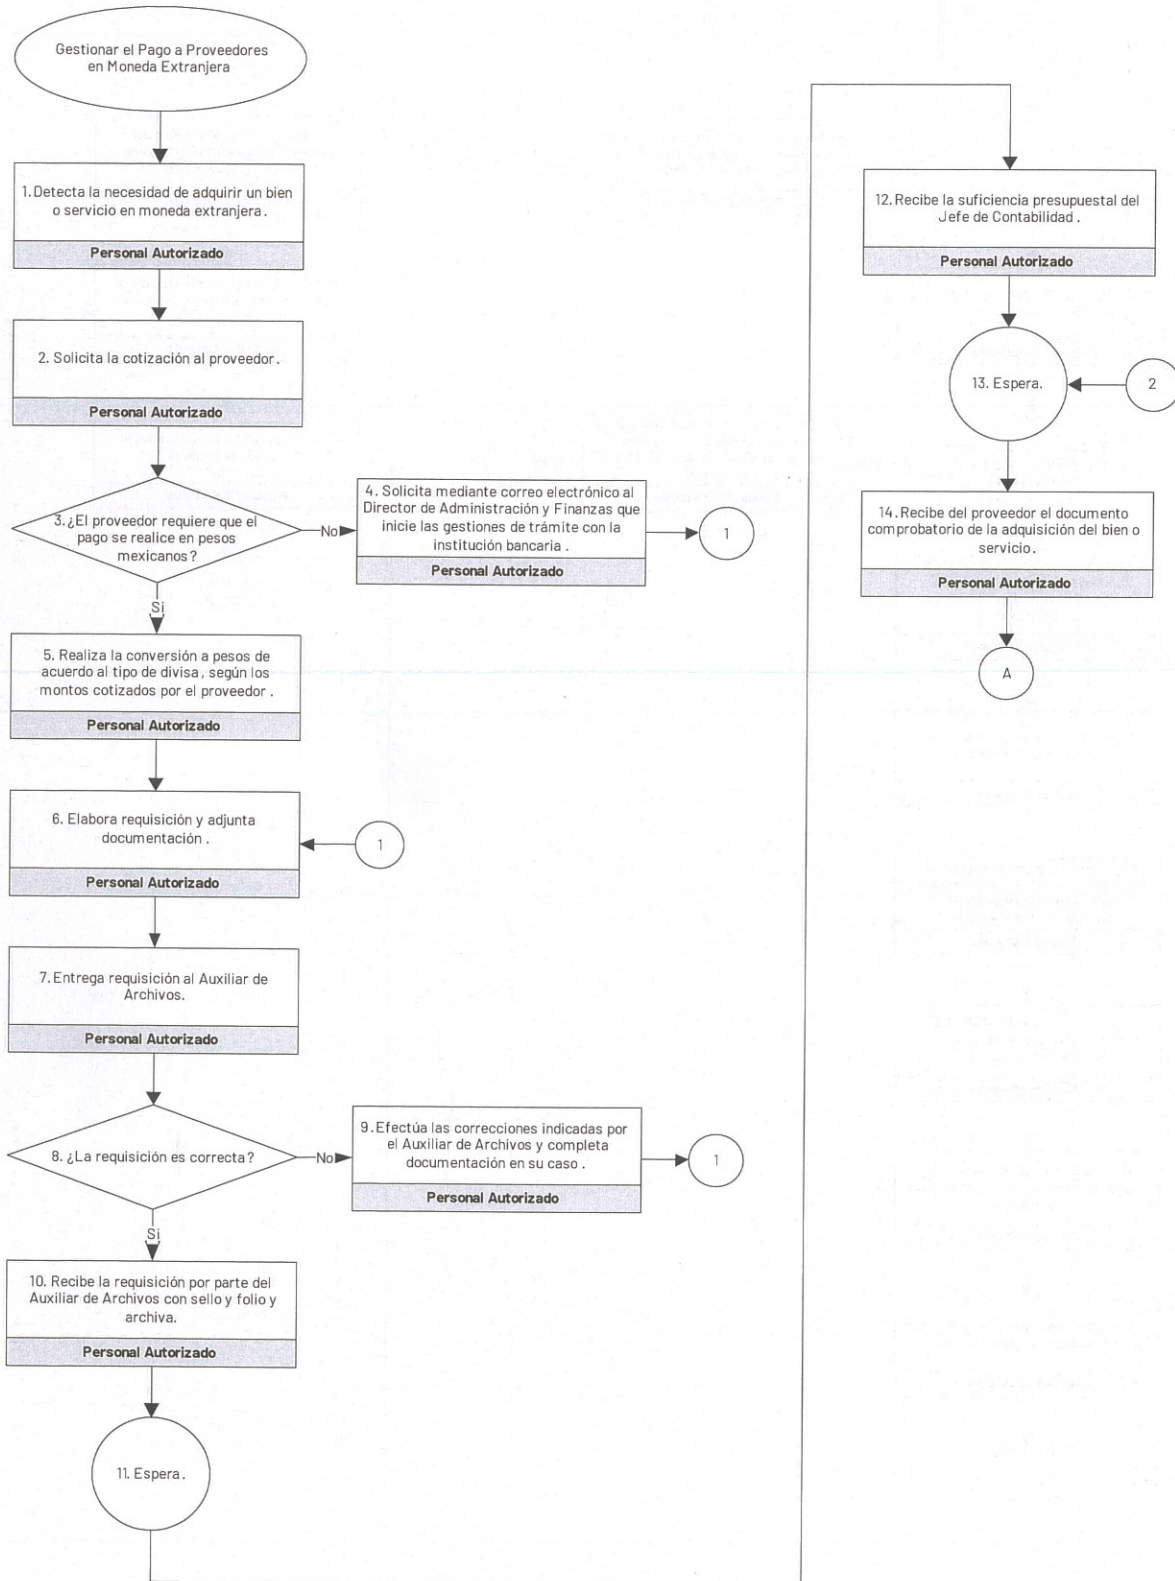 Gestionar el Pago a Proveedores
en Moneda Extranjera
1. Detecta la necesidad de adquirir un bien
o servicio en moneda extranjera.
Personal Autorizado
2. Solicita la cotización al proveedor.
Personal Autorizado
3. ¿El proveedor requiere que el
pago se realice en pesos
mexicanos?
No
4. Solicita mediante correo electrónico al
Director de Administración y Finanzas que
inicie las gestiones de trámite con la
institución bancaria.
Personal Autorizado
1
Si
5. Realiza la conversión a pesos de
acuerdo al tipo de divisa, según los
montos cotizados por el proveedor.
Personal Autorizado
6. Elabora requisición y adjunta
documentación.
Personal Autorizado
1
7. Entrega requisición al Auxiliar de
Archivos.
Personal Autorizado
8. ¿La requisición es correcta?
No
9. Efectúa las correcciones indicadas por
el Auxiliar de Archivos y completa
documentación en su caso.
Personal Autorizado
1
Si
10. Recibe la requisición por parte del
Auxiliar de Archivos con sello y folio y
archiva.
Personal Autorizado
11. Espera.
12. Recibe la suficiencia presupuestal del
Jefe de Contabilidad.
Personal Autorizado
13. Espera.
2
14. Recibe del proveedor el documento
comprobatorio de la adquisición del bien o
servicio.
Personal Autorizado
A